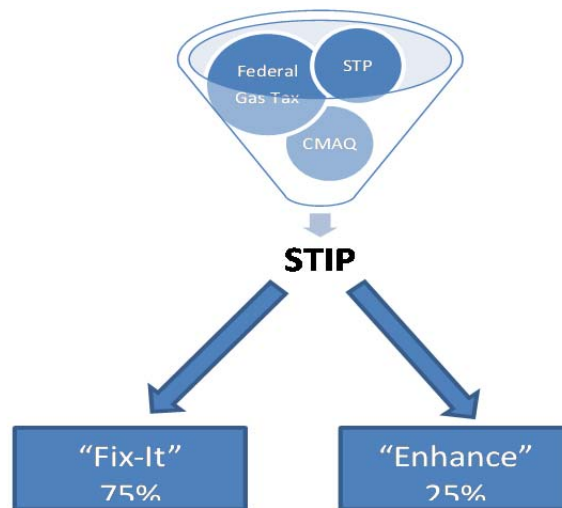 Federal
Gas Tax
STP
CMAQ
STIP
“Fix-It”
75%
“Enhance”
25%